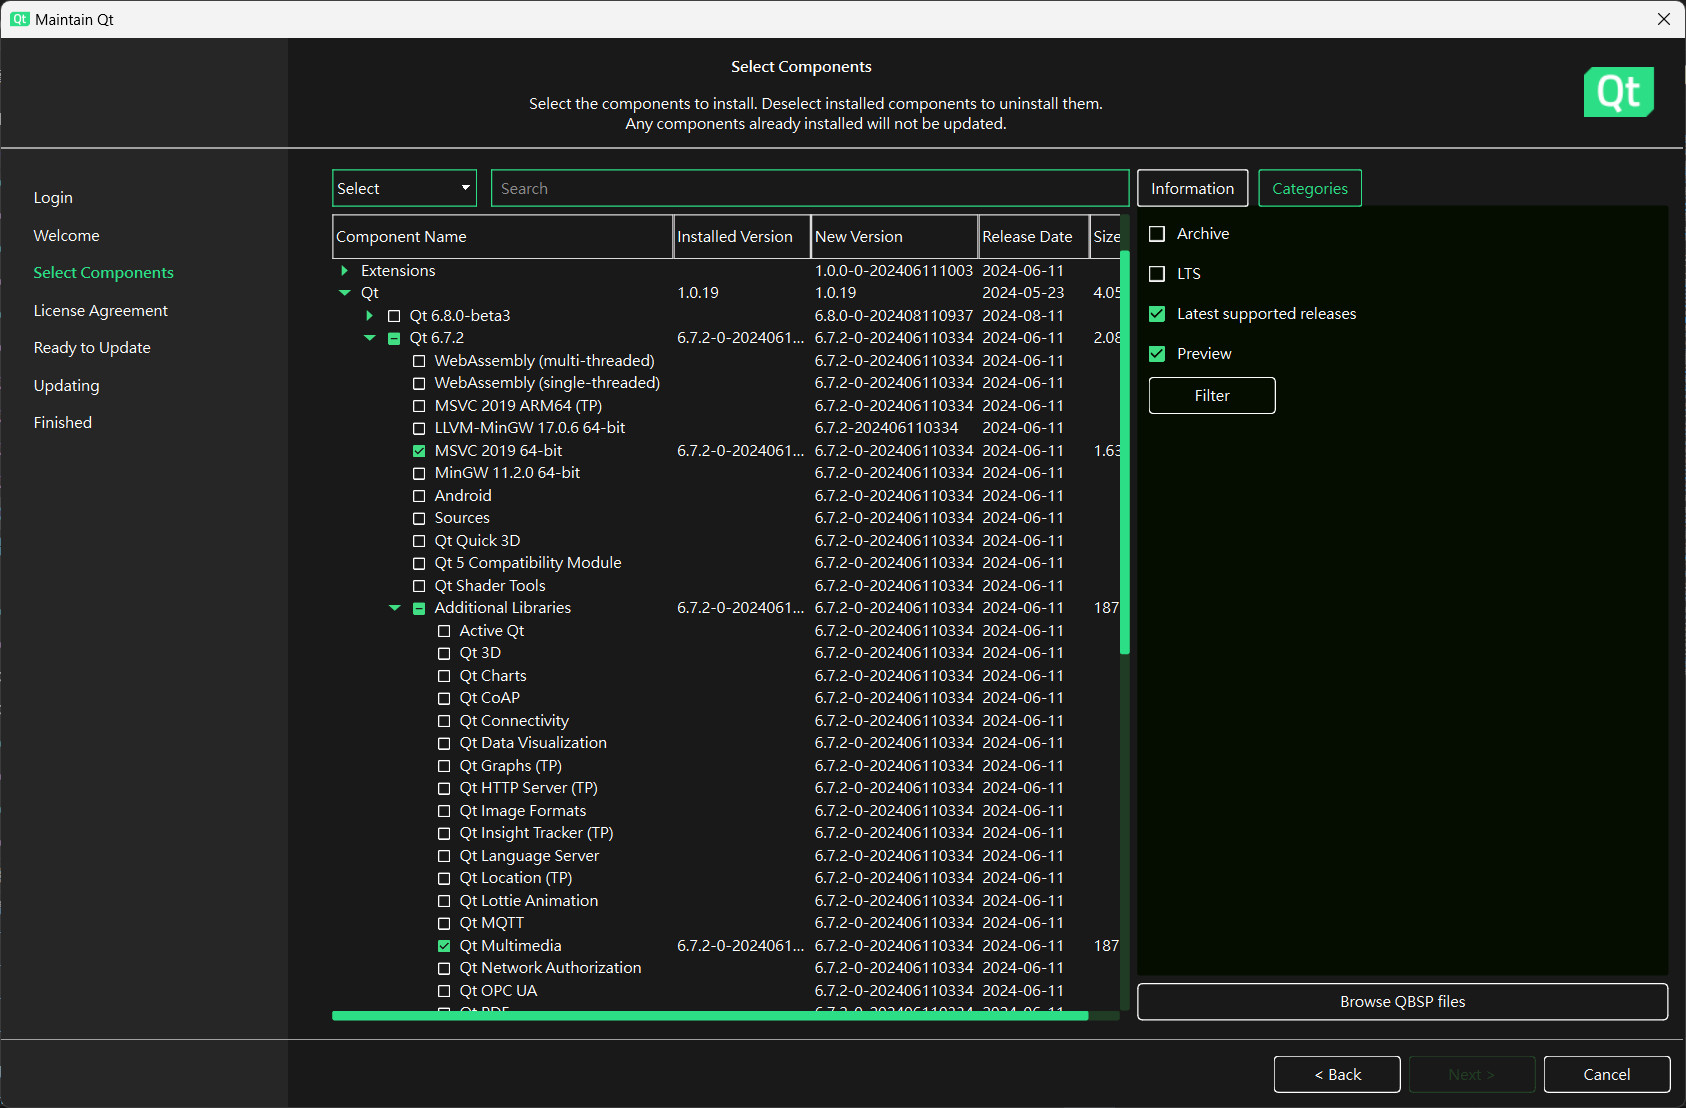 Qt Maintain Qt
Select Components
Select the components to install. Deselect installed components to uninstall them.
Any components already installed will not be updated.
Qt
Login
Welcome
Select Components
License Agreement
Ready to Update
Updating
Finished
Select
Search
Information
Categories
Component Name Installed Version New Version Release Date Size
Extensions 1.0.0-0-202406111003 2024-06-11
Qt 1.0.19 1.0.19 2024-05-23 4.05
Qt 6.8.0-beta3 6.8.0-0-202408110937 2024-08-11
Qt 6.7.2 6.7.2-0-2024061... 6.7.2-0-202406110334 2024-06-11 2.08
WebAssembly (multi-threaded) 6.7.2-0-202406110334 2024-06-11
WebAssembly (single-threaded) 6.7.2-0-202406110334 2024-06-11
MSVC 2019 ARM64 (TP) 6.7.2-0-202406110334 2024-06-11
LLVM-MinGW 17.0.6 64-bit 6.7.2-202406110334 2024-06-11
MSVC 2019 64-bit 6.7.2-0-2024061... 6.7.2-0-202406110334 2024-06-11 1.63
MinGW 11.2.0 64-bit 6.7.2-0-202406110334 2024-06-11
Android 6.7.2-0-202406110334 2024-06-11
Sources 6.7.2-0-202406110334 2024-06-11
Qt Quick 3D 6.7.2-0-202406110334 2024-06-11
Qt 5 Compatibility Module 6.7.2-0-202406110334 2024-06-11
Qt Shader Tools 6.7.2-0-202406110334 2024-06-11
Additional Libraries 6.7.2-0-2024061... 6.7.2-0-202406110334 2024-06-11 187
Active Qt 6.7.2-0-202406110334 2024-06-11
Qt 3D 6.7.2-0-202406110334 2024-06-11
Qt Charts 6.7.2-0-202406110334 2024-06-11
Qt CoAP 6.7.2-0-202406110334 2024-06-11
Qt Connectivity 6.7.2-0-202406110334 2024-06-11
Qt Data Visualization 6.7.2-0-202406110334 2024-06-11
Qt Graphs (TP) 6.7.2-0-202406110334 2024-06-11
Qt HTTP Server (TP) 6.7.2-0-202406110334 2024-06-11
Qt Image Formats 6.7.2-0-202406110334 2024-06-11
Qt Insight Tracker (TP) 6.7.2-0-202406110334 2024-06-11
Qt Language Server 6.7.2-0-202406110334 2024-06-11
Qt Location (TP) 6.7.2-0-202406110334 2024-06-11
Qt Lottie Animation 6.7.2-0-202406110334 2024-06-11
Qt MQTT 6.7.2-0-202406110334 2024-06-11
Qt Multimedia 6.7.2-0-2024061... 6.7.2-0-202406110334 2024-06-11 187
Qt Network Authorization 6.7.2-0-202406110334 2024-06-11
Qt OPC UA 6.7.2-0-202406110334 2024-06-11
Archive
LTS
Latest supported releases
Preview
Filter
Browse QBSP files
< Back
Next >
Cancel